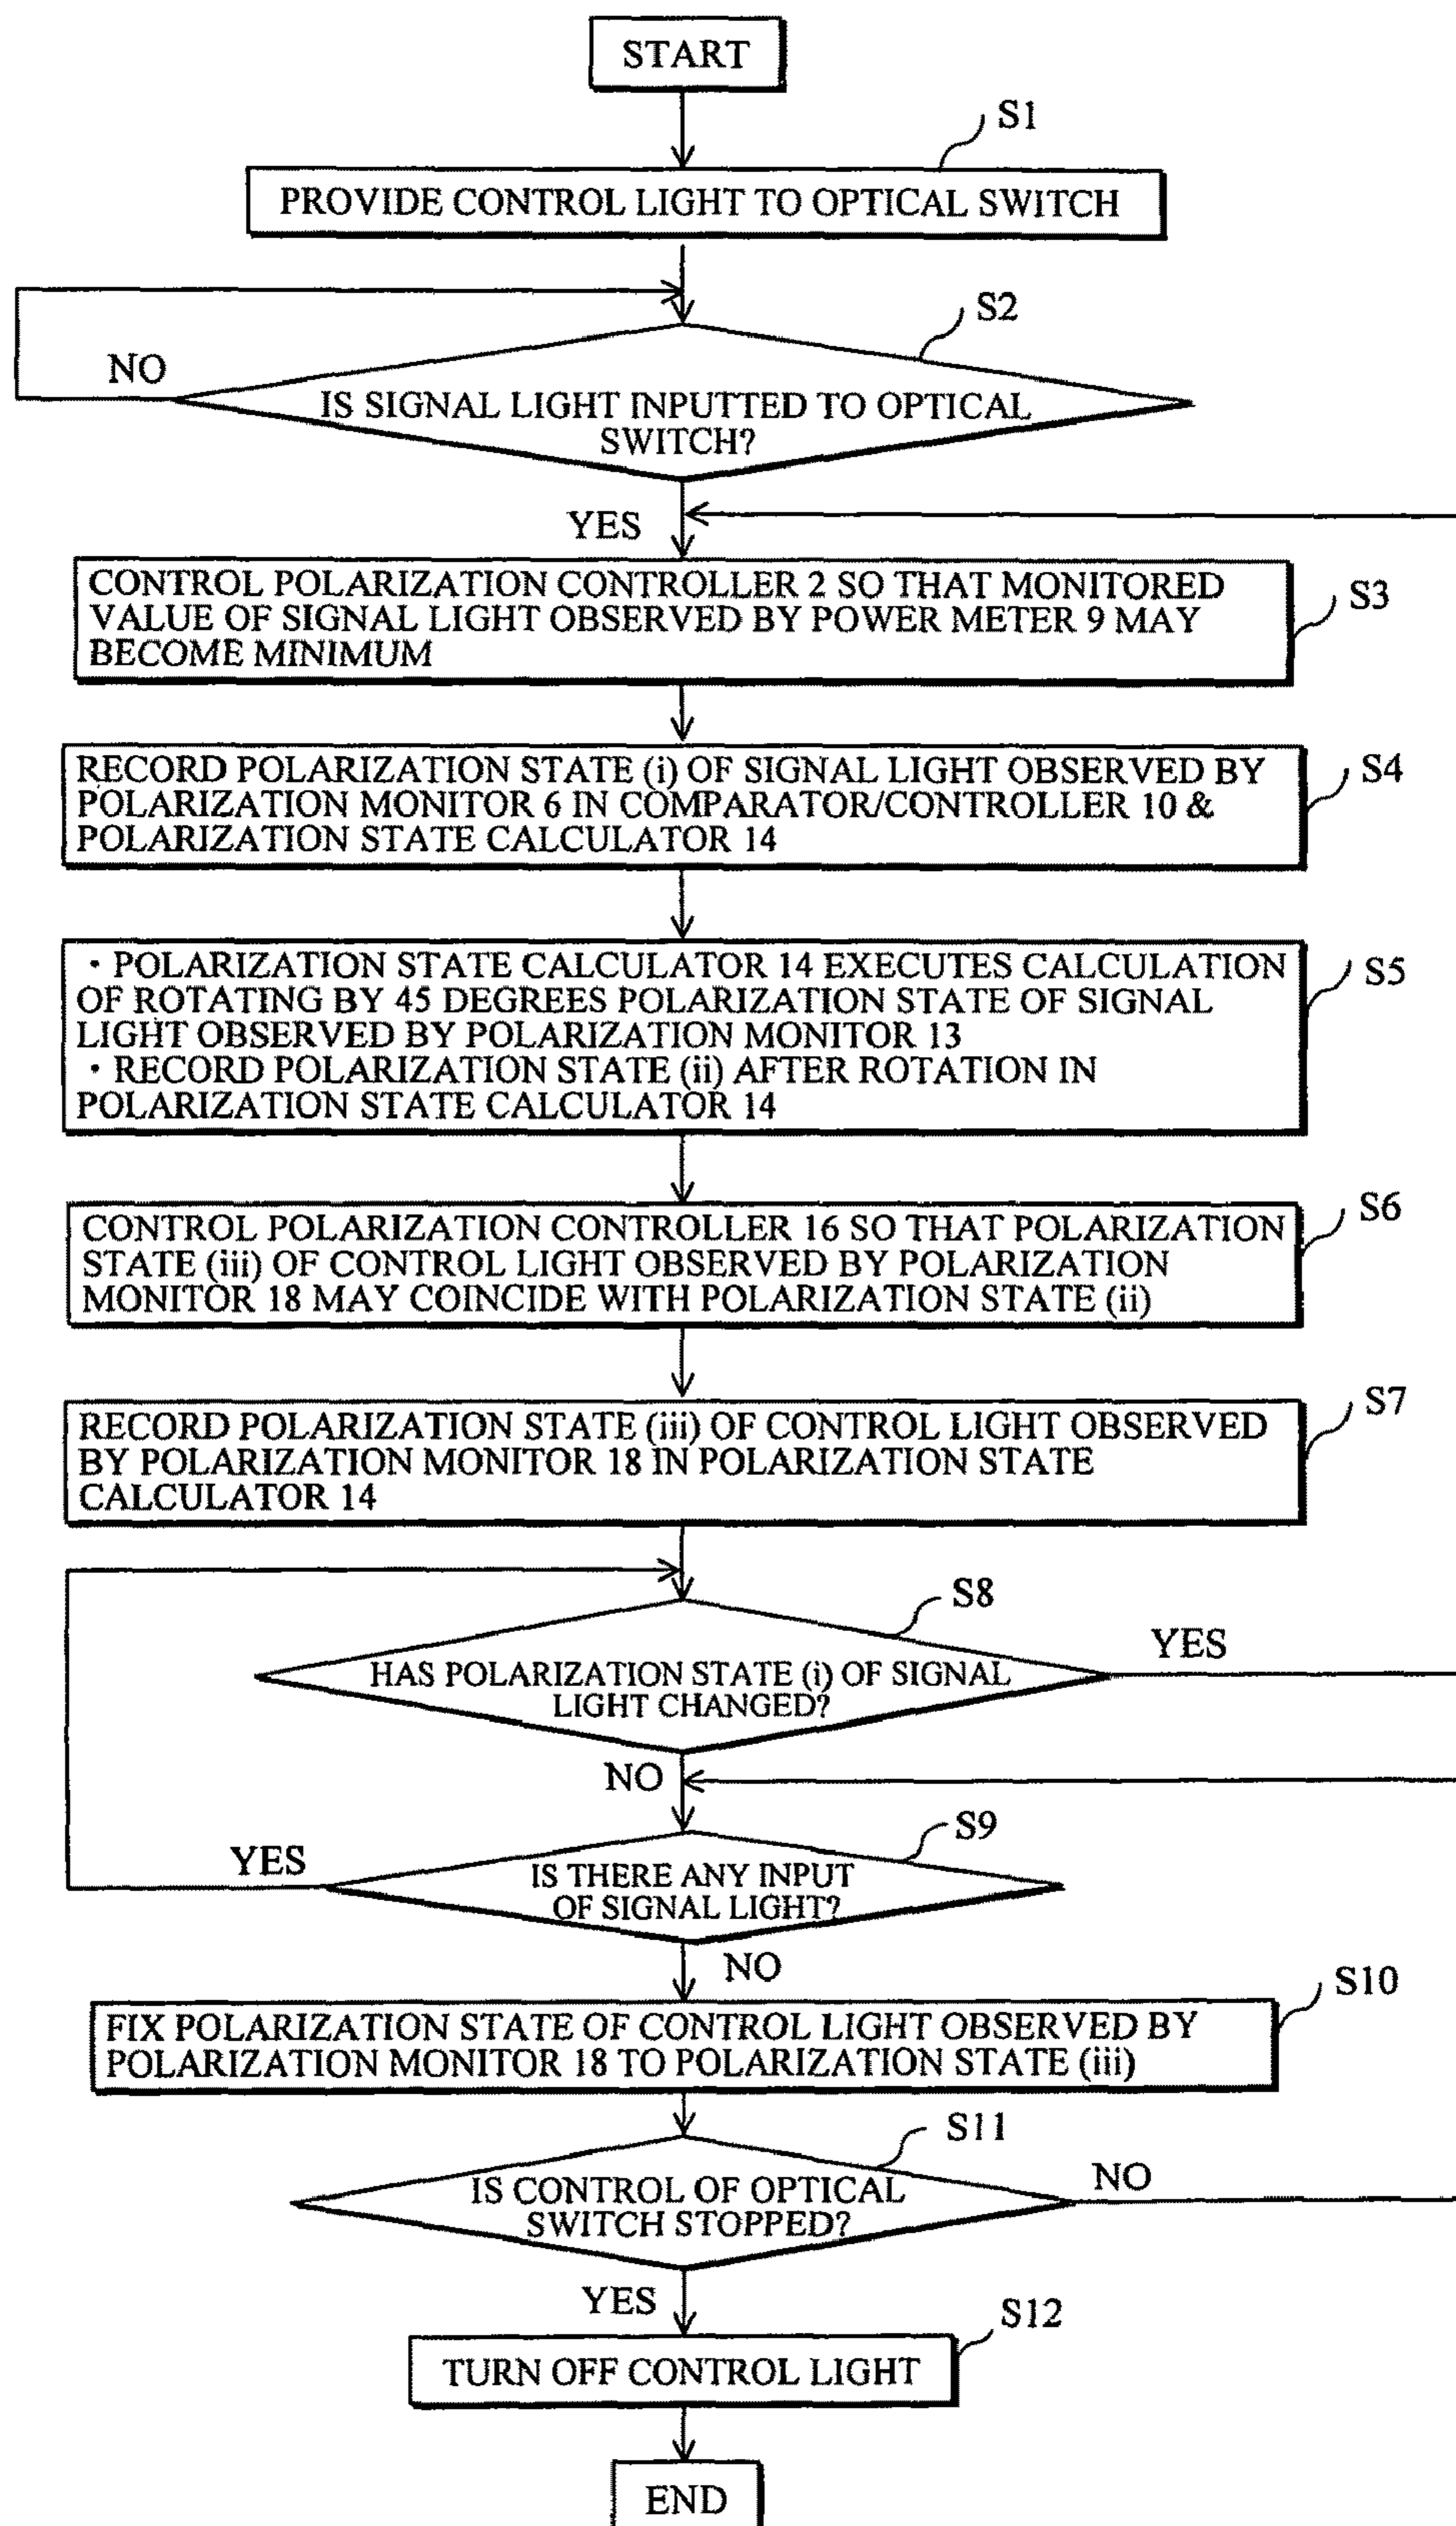 START
S1
PROVIDE CONTROL LIGHT TO OPTICAL SWITCH
S2
NO
IS SIGNAL LIGHT INPUTTED TO OPTICAL
SWITCH?
YES
CONTROL POLARIZATION CONTROLLER 2 SO THAT MONITORED
VALUE OF SIGNAL LIGHT OBSERVED BY POWER METER 9 MAY
BECOME MINIMUM
S3
RECORD POLARIZATION STATE (i) OF SIGNAL LIGHT OBSERVED BY
POLARIZATION MONITOR 6 IN COMPARATOR/CONTROLLER 10 &
POLARIZATION STATE CALCULATOR 14
S4
・POLARIZATION STATE CALCULATOR 14 EXECUTES CALCULATION
OF ROTATING BY 45 DEGREES POLARIZATION STATE OF SIGNAL
LIGHT OBSERVED BY POLARIZATION MONITOR 13
・RECORD POLARIZATION STATE (ii) AFTER ROTATION IN
POLARIZATION STATE CALCULATOR 14
S5
CONTROL POLARIZATION CONTROLLER 16 SO THAT POLARIZATION
STATE (iii) OF CONTROL LIGHT OBSERVED BY POLARIZATION
MONITOR 18 MAY COINCIDE WITH POLARIZATION STATE (ii)
S6
RECORD POLARIZATION STATE (iii) OF CONTROL LIGHT OBSERVED
BY POLARIZATION MONITOR 18 IN POLARIZATION STATE
CALCULATOR 14
S7
S8
YES
HAS POLARIZATION STATE (i) OF SIGNAL
LIGHT CHANGED?
NO
S9
YES
IS THERE ANY INPUT
OF SIGNAL LIGHT?
NO
S10
FIX POLARIZATION STATE OF CONTROL LIGHT OBSERVED BY
POLARIZATION MONITOR 18 TO POLARIZATION STATE (iii)
S11
NO
IS CONTROL OF OPTICAL
SWITCH STOPPED?
YES
S12
TURN OFF CONTROL LIGHT
END